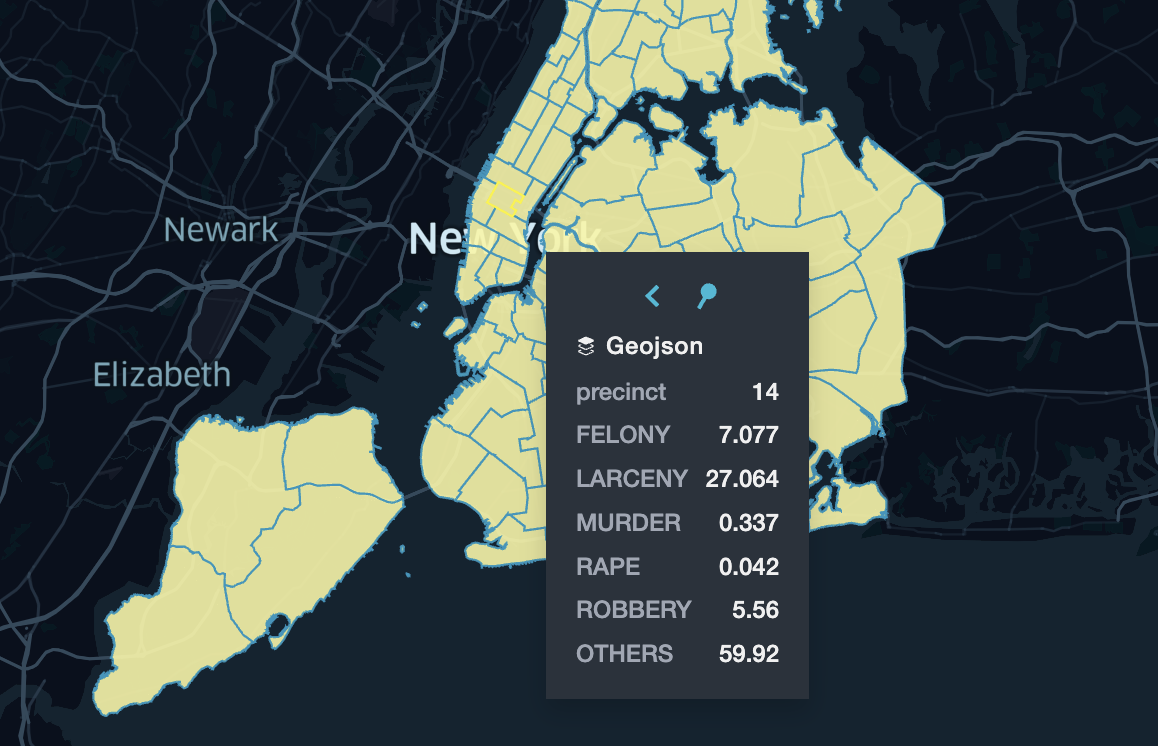 Newark
New York
Elizabeth
Geojson
precinct 14
FELONY 7.077
LARCENY 27.064
MURDER 0.337
RAPE 0.042
ROBBERY 5.56
OTHERS 59.92